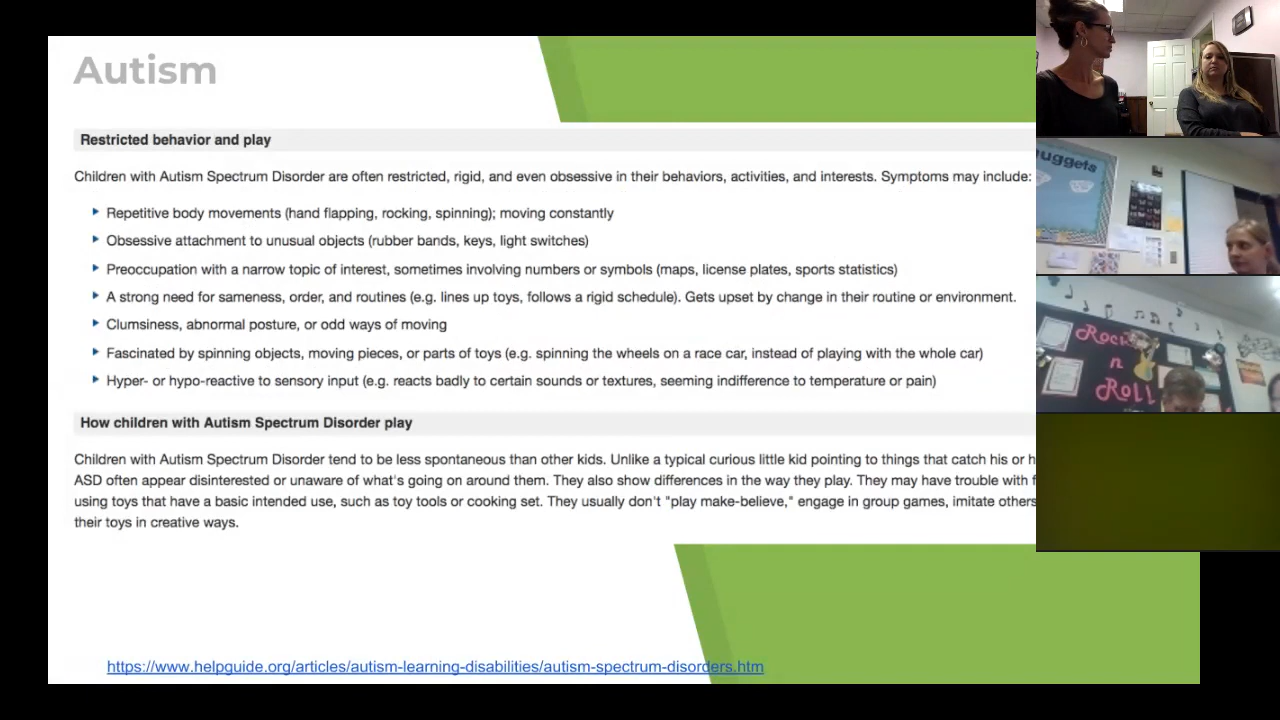 Autism
Restricted behavior and play
Children with Autism Spectrum Disorder are often restricted, rigid, and even obsessive in their behaviors, activities, and interests. Symptoms may include:
Repetitive body movements (hand flapping, rocking, spinning); moving constantly
Obsessive attachment to unusual objects (rubber bands, keys, light switches)
Preoccupation with a narrow topic of interest, sometimes involving numbers or symbols (maps, license plates, sports statistics)
A strong need for sameness, order, and routines (e.g. lines up toys, follows a rigid schedule). Gets upset by change in their routine or environment.
Clumsiness, abnormal posture, or odd ways of moving
Fascinated by spinning objects, moving pieces, or parts of toys (e.g. spinning the wheels on a race car, instead of playing with the whole car)
Hyper- or hypo-reactive to sensory input (e.g. reacts badly to certain sounds or textures, seeming indifference to temperature or pain)
How children with Autism Spectrum Disorder play
Children with Autism Spectrum Disorder tend to be less spontaneous than other kids. Unlike a typical curious little kid pointing to things that catch his or
ASD often appear disinterested or unaware of what's going on around them. They also show differences in the way they play. They may have trouble with
using toys that have a basic intended use, such as toy tools or cooking set. They usually don't "play make-believe," engage in group games, imitate others
their toys in creative ways.
https://www.helpguide.org/articles/autism-learning-disabilities/autism-spectrum-disorders.htm
uggets
Rock
n
Roll